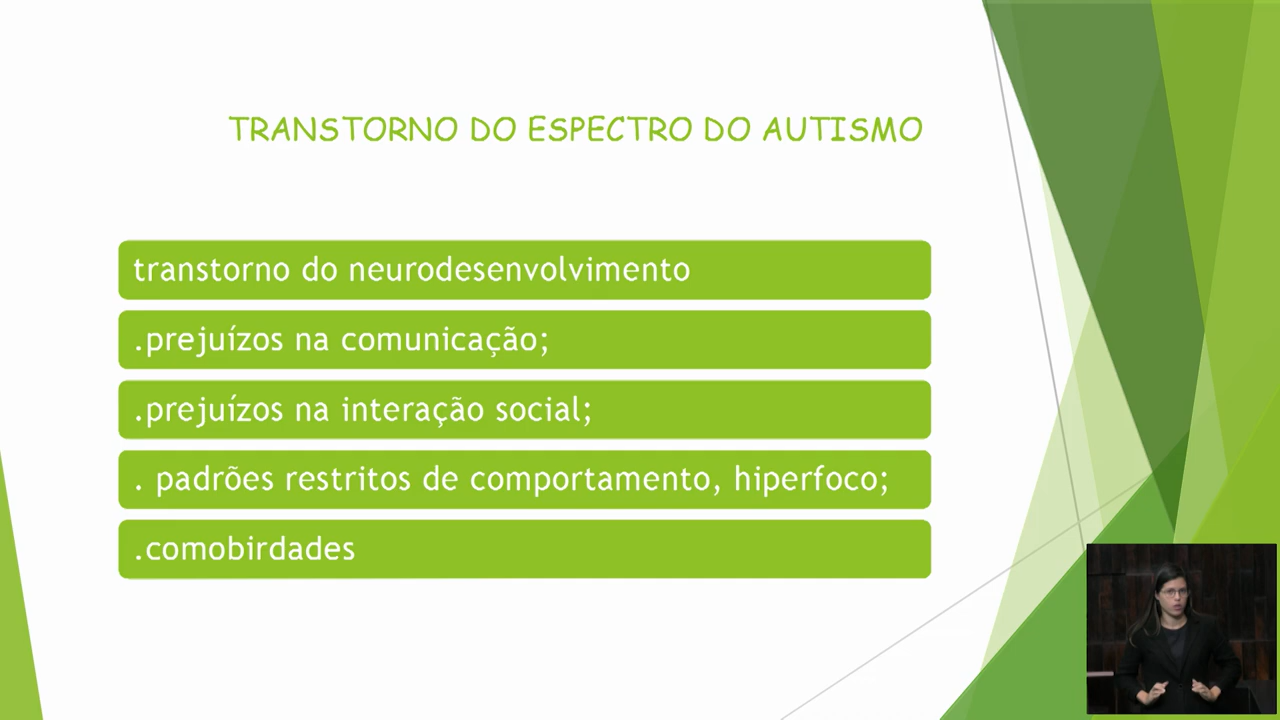 TRANSTORNO DO ESPECTRO DO AUTISMO
transtorno do neurodesenvolvimento
.prejuízos na comunicação;
.prejuízos na interação social;
. padrões restritos de comportamento, hiperfoco;
.comobirdades